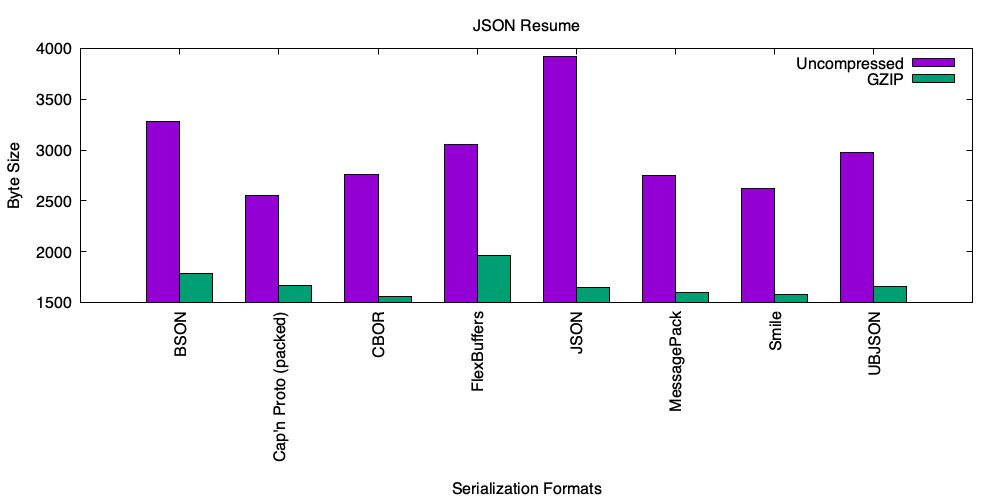 JSON Resume
4000
3500
3000
2500
2000
1500
Byte Size
Uncompressed
GZIP
BSON
Cap'n Proto (packed)
CBOR
FlexBuffers
JSON
MessagePack
Smile
UBJSON
Serialization Formats